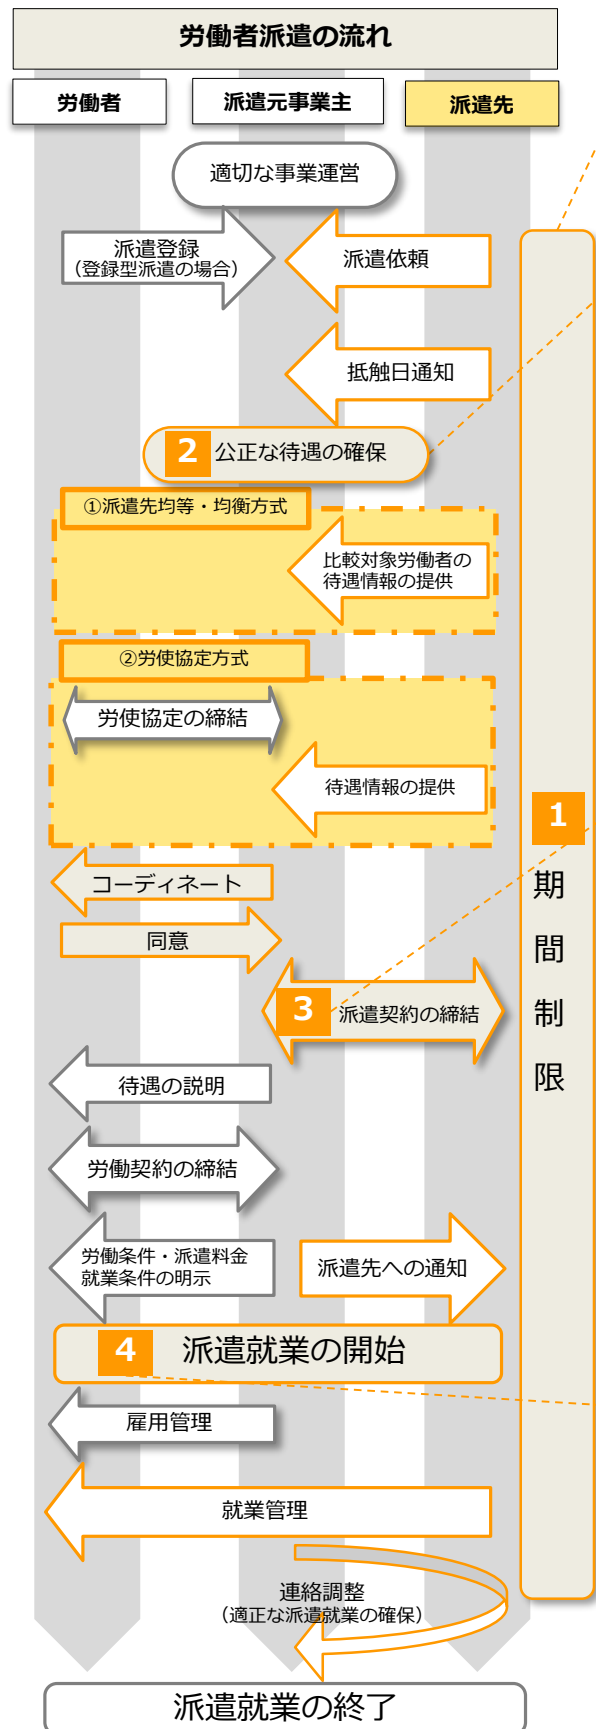 労働者派遣の流れ
労働者
派遣元事業主
派遣先
適切な事業運営
派遣登録
(登録型派遣の場合)
派遣依頼
抵触日通知
2 公正な待遇の確保
①派遣先均等・均衡方式
比較対象労働者の
待遇情報の提供
②労使協定方式
労使協定の締結
待遇情報の提供
1
期
間
制
限
コーディネート
同意
3 派遣契約の締結
待遇の説明
労働契約の締結
労働条件・派遣料金
就業条件の明示
派遣先への通知
4 派遣就業の開始
雇用管理
就業管理
連絡調整
(適正な派遣就業の確保)
派遣就業の終了